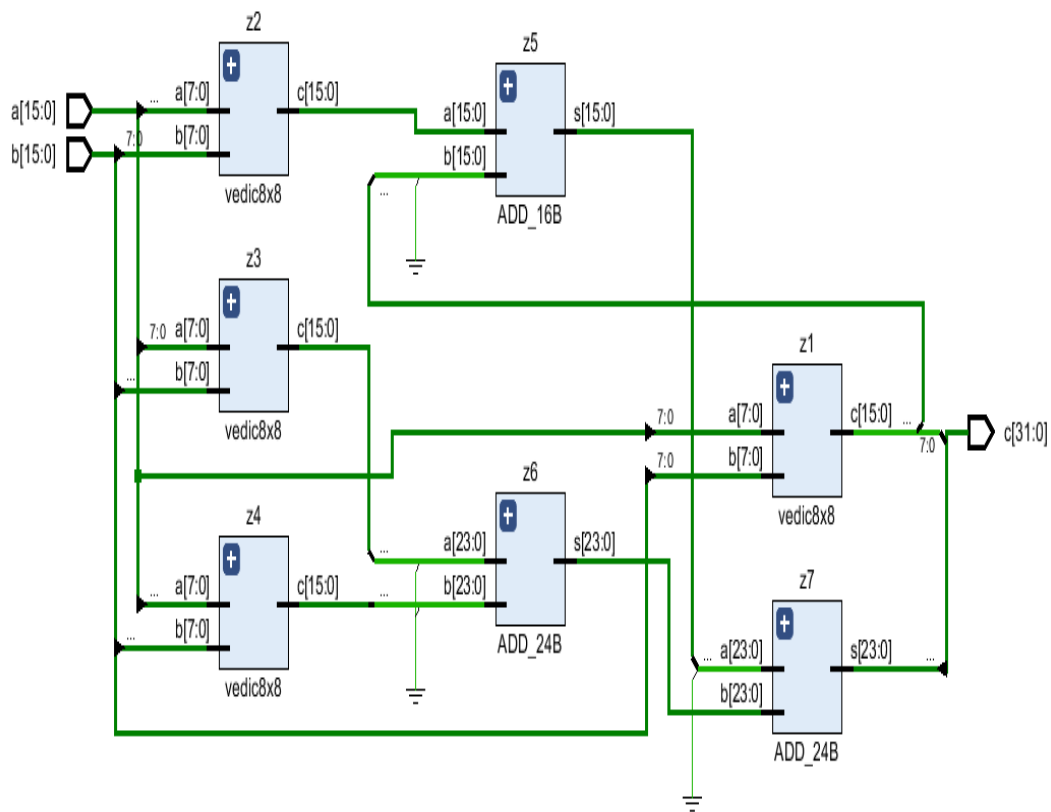 a[15:0]
b[15:0]
z2
...
7:0
a[7:0]
b[7:0]
c[15:0]
vedic8x8
z5
a[15:0]
b[15:0]
...
s[15:0]
ADD_16B
z3
7:0
...
a[7:0]
b[7:0]
c[15:0]
vedic8x8
z1
7:0
7:0
a[7:0]
b[7:0]
c[15:0]
...
7:0
vedic8x8
c[31:0]
z4
...
...
a[7:0]
b[7:0]
c[15:0]
vedic8x8
z6
...
...
a[23:0]
b[23:0]
s[23:0]
ADD_24B
z7
...
a[23:0]
b[23:0]
s[23:0]
...
ADD_24B